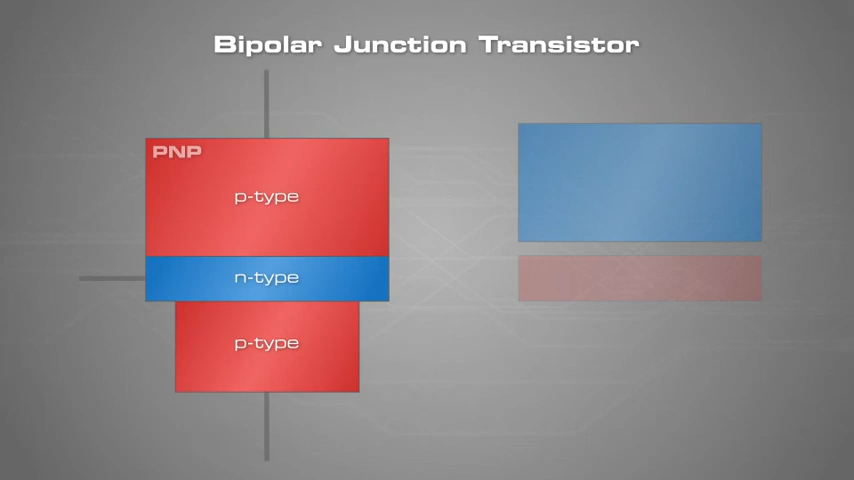 Bipolar Junction Transistor
PNP
p-type
n-type
p-type